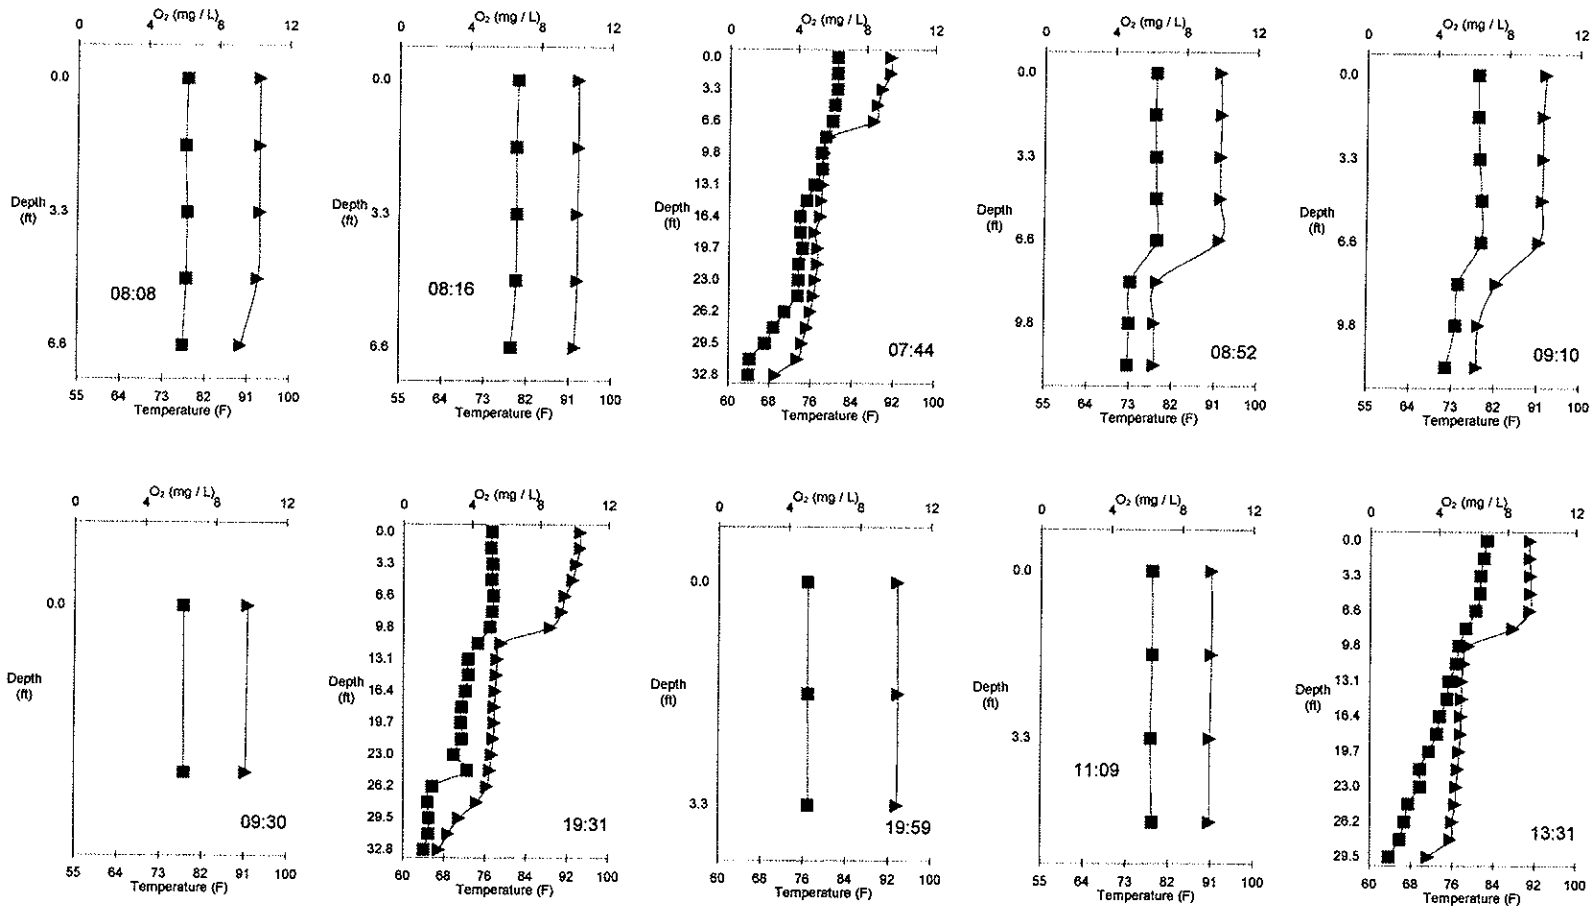 O₂ (mg / L)
0 4 8 12
0.0
3.3
6.6
Depth
(ft)
08:08
55 64 73 82 91 100
Temperature (F)
O₂ (mg / L)
0 4 8 12
0.0
3.3
6.6
Depth
(ft)
08:16
55 64 73 82 91 100
Temperature (F)
O₂ (mg / L)
0 4 8 12
0.0
3.3
6.6
9.8
13.1
16.4
19.7
23.0
26.2
29.5
32.8
Depth
(ft)
07:44
60 68 76 84 92 100
Temperature (F)
O₂ (mg / L)
0 4 8 12
0.0
3.3
6.6
9.8
Depth
(ft)
08:52
55 64 73 82 91 100
Temperature (F)
O₂ (mg / L)
0 4 8 12
0.0
3.3
6.6
9.8
Depth
(ft)
09:10
55 64 73 82 91 100
Temperature (F)
O₂ (mg / L)
0 4 8 12
0.0
Depth
(ft)
09:30
55 64 73 82 91 100
Temperature (F)
O₂ (mg / L)
0 4 8 12
0.0
3.3
6.6
9.8
13.1
16.4
19.7
23.0
26.2
29.5
32.8
Depth
(ft)
19:31
60 68 76 84 92 100
Temperature (F)
O₂ (mg / L)
0 4 8 12
0.0
3.3
Depth
(ft)
19:59
55 64 73 82 91 100
Temperature (F)
O₂ (mg / L)
0 4 8 12
0.0
3.3
Depth
(ft)
11:09
55 64 73 82 91 100
Temperature (F)
O₂ (mg / L)
0 4 8 12
0.0
3.3
6.6
9.8
13.1
16.4
19.7
23.0
26.2
29.5
Depth
(ft)
13:31
60 68 76 84 92 100
Temperature (F)